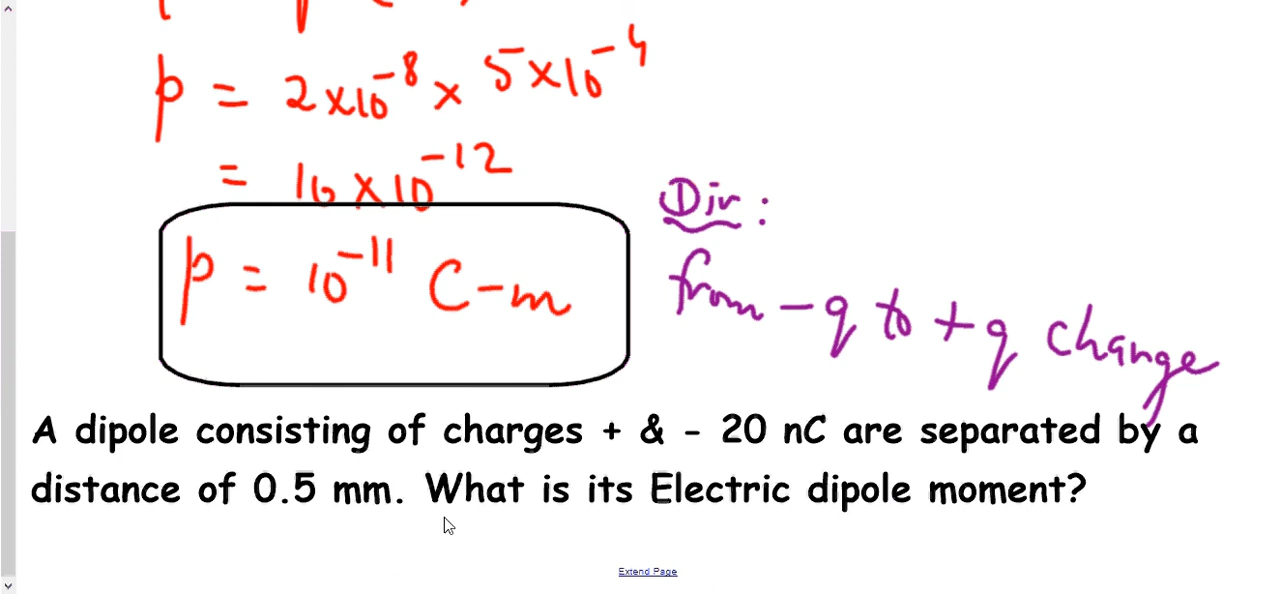 p = 2 x 10^-8 x 5 x 10^-4
= 10 x 10^-12
p = 10^-11 C-m
Dir :
from - q to + q change
A dipole consisting of charges + & - 20 nC are separated by a
distance of 0.5 mm. What is its Electric dipole moment?
Extend Page